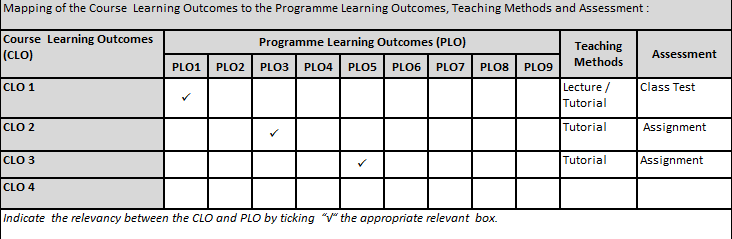 Mapping of the Course Learning Outcomes to the Programme Learning Outcomes, Teaching Methods and Assessment :
Course Learning Outcomes (CLO)
Programme Learning Outcomes (PLO)
Teaching Methods
Assessment
PLO1 PLO2 PLO3 PLO4 PLO5 PLO6 PLO7 PLO8 PLO9
CLO 1 ✓ Lecture / Tutorial Class Test
CLO 2 ✓ Tutorial Assignment
CLO 3 ✓ Tutorial Assignment
CLO 4
Indicate the relevancy between the CLO and PLO by ticking "√" the appropriate relevant box.